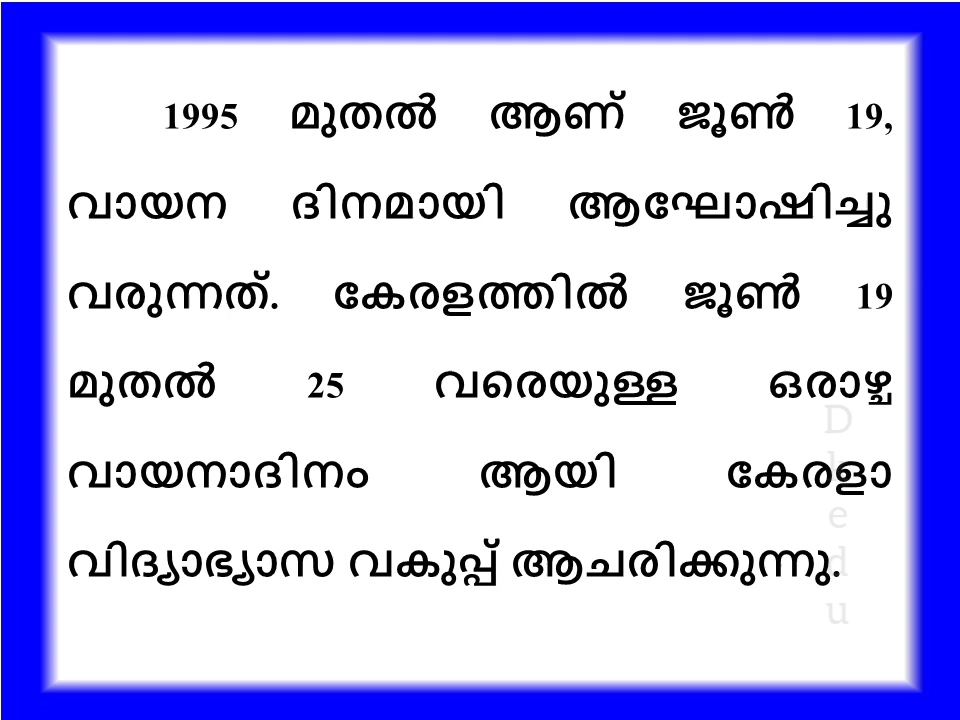 1995 മുതൽ ആണ് ജൂൺ 19,
വായന ദിനമായി ആഘോഷിച്ചു
വരുന്നത്. കേരളത്തിൽ ജൂൺ 19
മുതൽ 25 വരെയുള്ള ഒരാഴ്ച
വായനാദിനം ആയി കേരളാ
വിദ്യാഭ്യാസ വകുപ്പ് ആചരിക്കുന്നു.